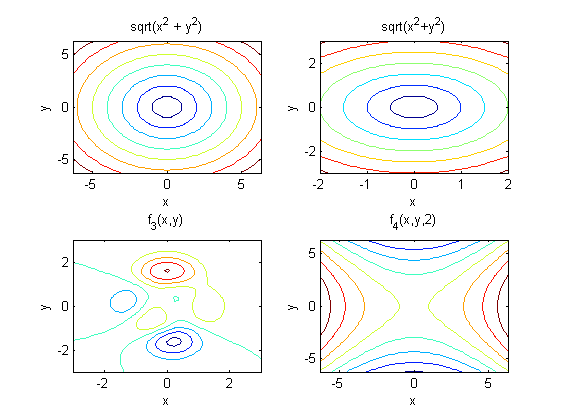 sqrt(x² + y²)
y
5
0
-5
-5 0 5
x
sqrt(x²+y²)
y
2
0
-2
-2 -1 0 1 2
x
f₃(x,y)
y
2
0
-2
-2 0 2
x
f₄(x,y,2)
y
5
0
-5
-5 0 5
x